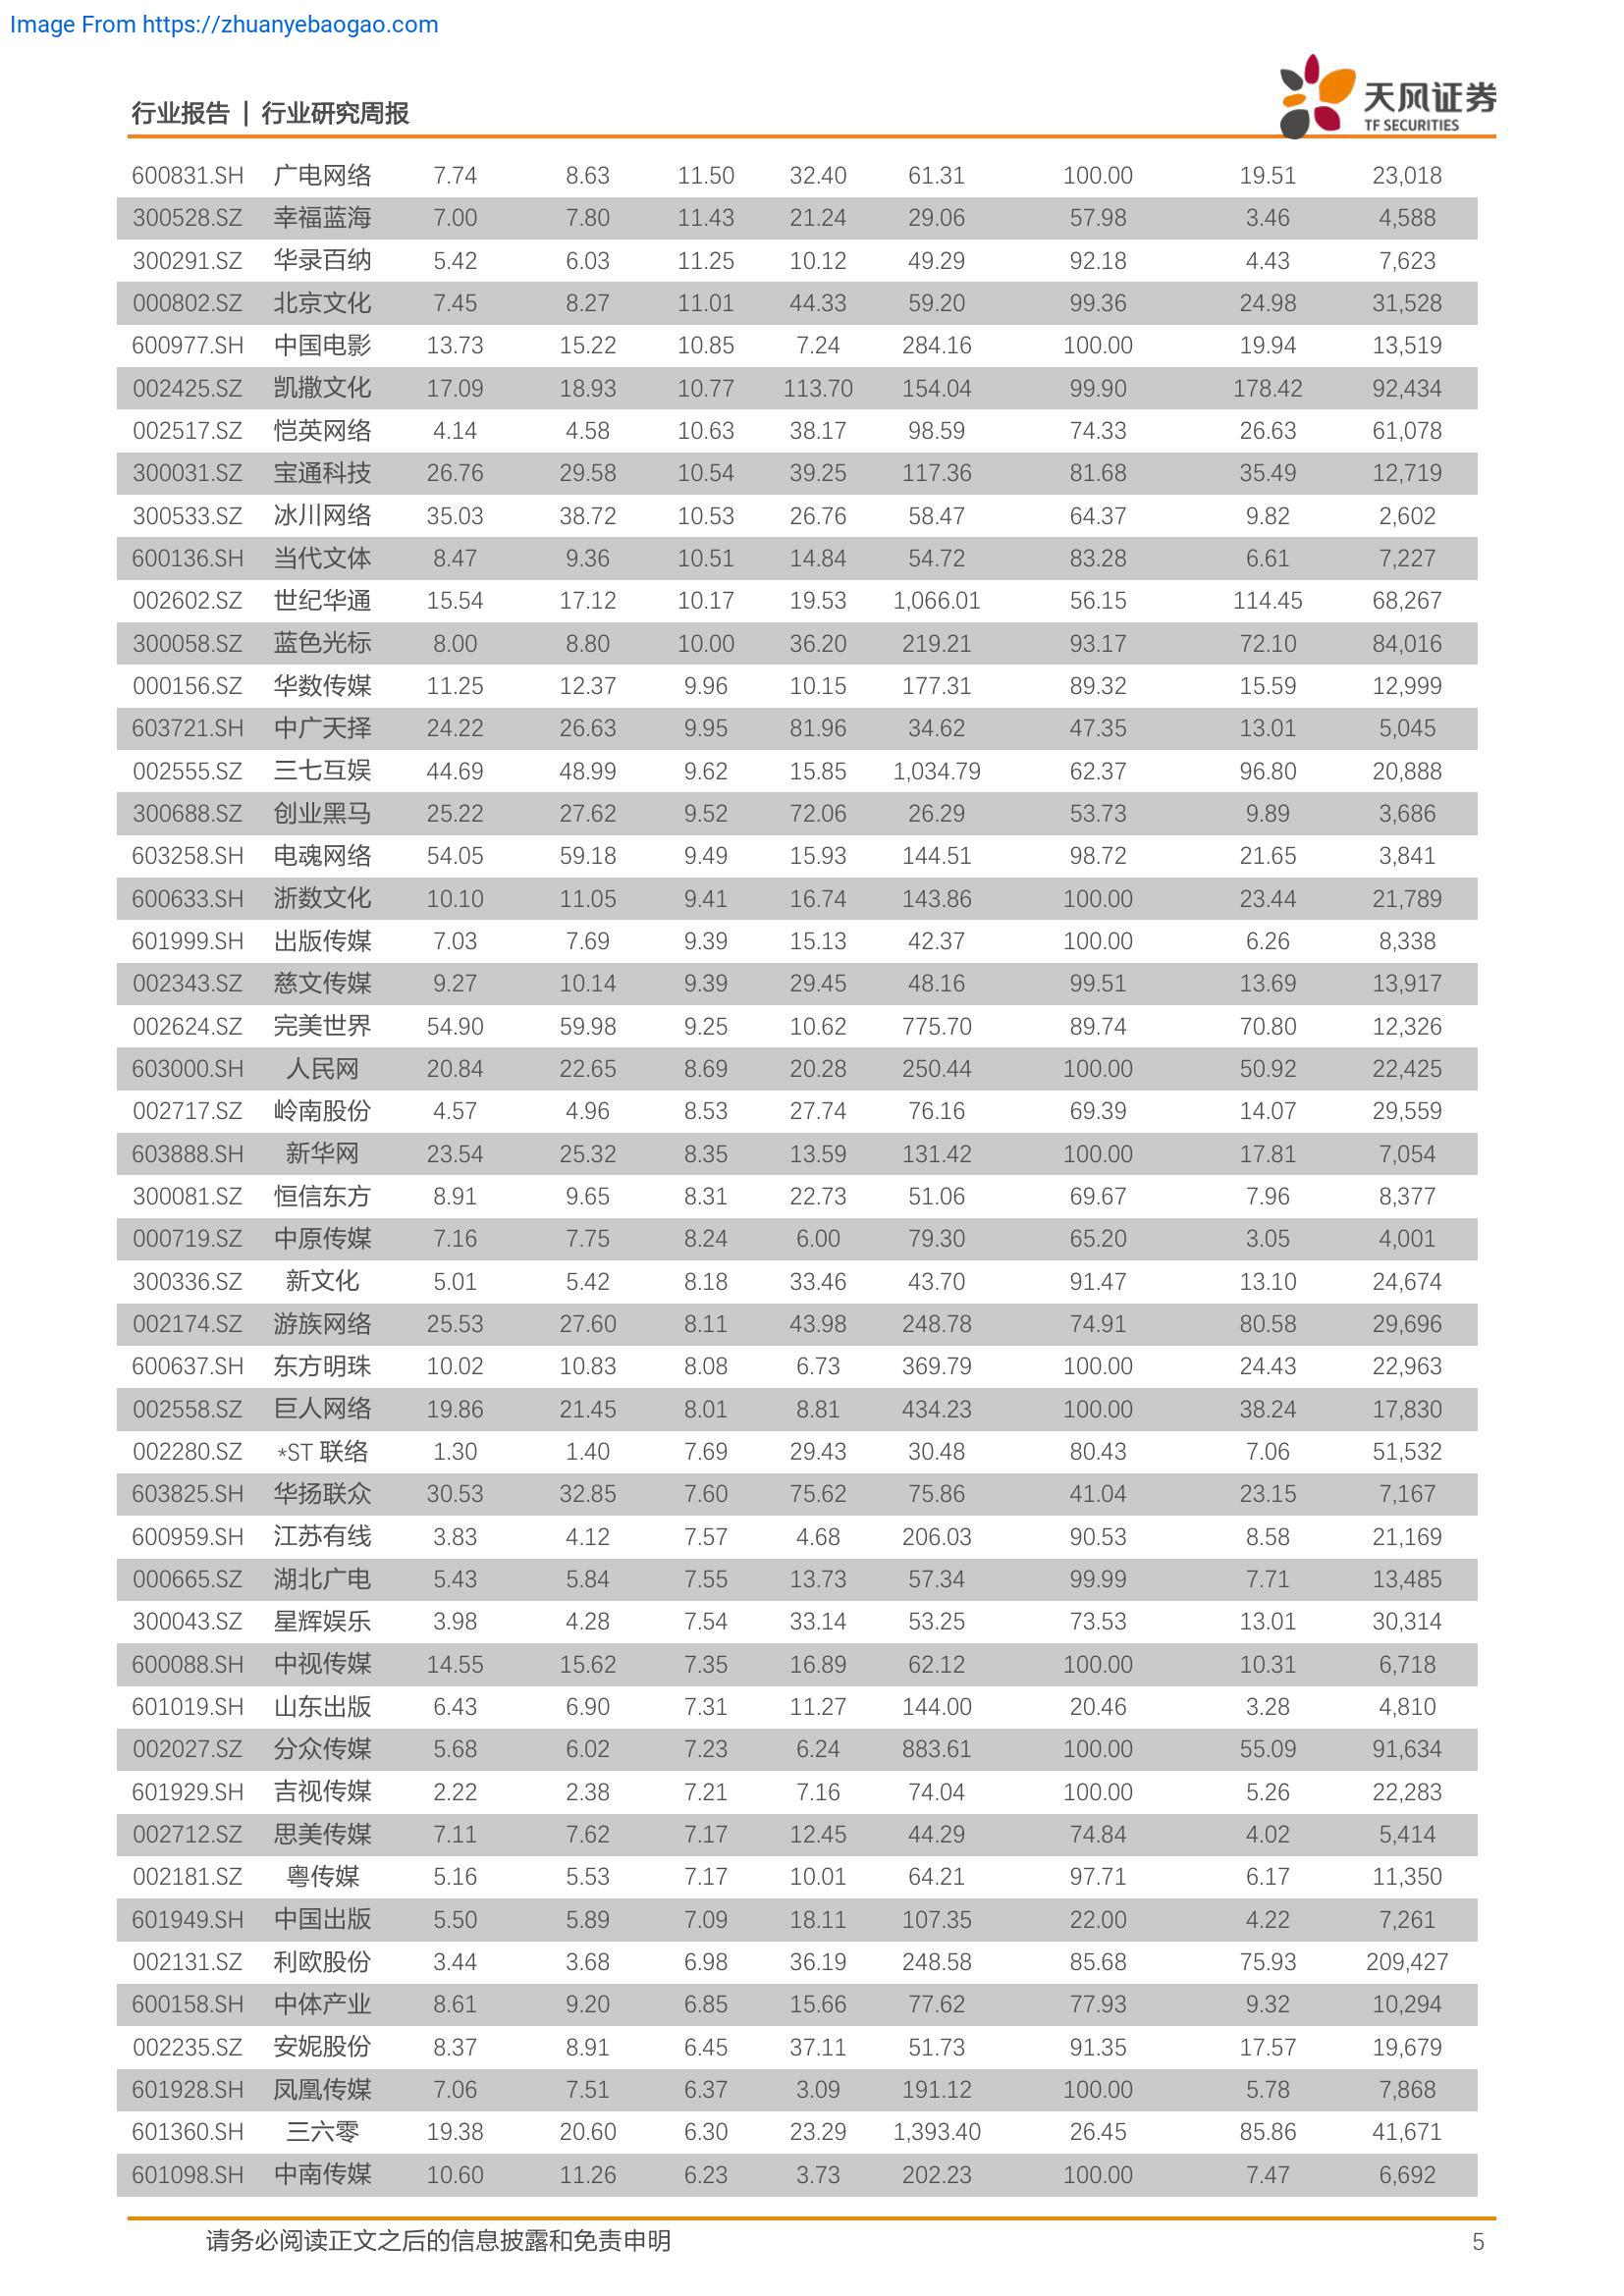 Image From https://zhuanyebaogao.com
行业报告 | 行业研究周报
天风证券
TF SECURITIES
600831.SH 广电网络 7.74 8.63 11.50 32.40 61.31 100.00 19.51 23,018
300528.SZ 幸福蓝海 7.00 7.80 11.43 21.24 29.06 57.98 3.46 4,588
300291.SZ 华录百纳 5.42 6.03 11.25 10.12 49.29 92.18 4.43 7,623
000802.SZ 北京文化 7.45 8.27 11.01 44.33 59.20 99.36 24.98 31,528
600977.SH 中国电影 13.73 15.22 10.85 7.24 284.16 100.00 19.94 13,519
002425.SZ 凯撒文化 17.09 18.93 10.77 113.70 154.04 99.90 178.42 92,434
002517.SZ 恺英网络 4.14 4.58 10.63 38.17 98.59 74.33 26.63 61,078
300031.SZ 宝通科技 26.76 29.58 10.54 39.25 117.36 81.68 35.49 12,719
300533.SZ 冰川网络 35.03 38.72 10.53 26.76 58.47 64.37 9.82 2,602
600136.SH 当代文体 8.47 9.36 10.51 14.84 54.72 83.28 6.61 7,227
002602.SZ 世纪华通 15.54 17.12 10.17 19.53 1,066.01 56.15 114.45 68,267
300058.SZ 蓝色光标 8.00 8.80 10.00 36.20 219.21 93.17 72.10 84,016
000156.SZ 华数传媒 11.25 12.37 9.96 10.15 177.31 89.32 15.59 12,999
603721.SH 中广天择 24.22 26.63 9.95 81.96 34.62 47.35 13.01 5,045
002555.SZ 三七互娱 44.69 48.99 9.62 15.85 1,034.79 62.37 96.80 20,888
300688.SZ 创业黑马 25.22 27.62 9.52 72.06 26.29 53.73 9.89 3,686
603258.SH 电魂网络 54.05 59.18 9.49 15.93 144.51 98.72 21.65 3,841
600633.SH 浙数文化 10.10 11.05 9.41 16.74 143.86 100.00 23.44 21,789
601999.SH 出版传媒 7.03 7.69 9.39 15.13 42.37 100.00 6.26 8,338
002343.SZ 慈文传媒 9.27 10.14 9.39 29.45 48.16 99.51 13.69 13,917
002624.SZ 完美世界 54.90 59.98 9.25 10.62 775.70 89.74 70.80 12,326
603000.SH 人民网 20.84 22.65 8.69 20.28 250.44 100.00 50.92 22,425
002717.SZ 岭南股份 4.57 4.96 8.53 27.74 76.16 69.39 14.07 29,559
603888.SH 新华网 23.54 25.32 8.35 13.59 131.42 100.00 17.81 7,054
300081.SZ 恒信东方 8.91 9.65 8.31 22.73 51.06 69.67 7.96 8,377
000719.SZ 中原传媒 7.16 7.75 8.24 6.00 79.30 65.20 3.05 4,001
300336.SZ 新文化 5.01 5.42 8.18 33.46 43.70 91.47 13.10 24,674
002174.SZ 游族网络 25.53 27.60 8.11 43.98 248.78 74.91 80.58 29,696
600637.SH 东方明珠 10.02 10.83 8.08 6.73 369.79 100.00 24.43 22,963
002558.SZ 巨人网络 19.86 21.45 8.01 8.81 434.23 100.00 38.24 17,830
002280.SZ *ST 联络 1.30 1.40 7.69 29.43 30.48 80.43 7.06 51,532
603825.SH 华扬联众 30.53 32.85 7.60 75.62 75.86 41.04 23.15 7,167
600959.SH 江苏有线 3.83 4.12 7.57 4.68 206.03 90.53 8.58 21,169
000665.SZ 湖北广电 5.43 5.84 7.55 13.73 57.34 99.99 7.71 13,485
300043.SZ 星辉娱乐 3.98 4.28 7.54 33.14 53.25 73.53 13.01 30,314
600088.SH 中视传媒 14.55 15.62 7.35 16.89 62.12 100.00 10.31 6,718
601019.SH 山东出版 6.43 6.90 7.31 11.27 144.00 20.46 3.28 4,810
002027.SZ 分众传媒 5.68 6.02 7.23 6.24 883.61 100.00 55.09 91,634
601929.SH 吉视传媒 2.22 2.38 7.21 7.16 74.04 100.00 5.26 22,283
002712.SZ 思美传媒 7.11 7.62 7.17 12.45 44.29 74.84 4.02 5,414
002181.SZ 粤传媒 5.16 5.53 7.17 10.01 64.21 97.71 6.17 11,350
601949.SH 中国出版 5.50 5.89 7.09 18.11 107.35 22.00 4.22 7,261
002131.SZ 利欧股份 3.44 3.68 6.98 36.19 248.58 85.68 75.93 209,427
600158.SH 中体产业 8.61 9.20 6.85 15.66 77.62 77.93 9.32 10,294
002235.SZ 安妮股份 8.37 8.91 6.45 37.11 51.73 91.35 17.57 19,679
601928.SH 凤凰传媒 7.06 7.51 6.37 3.09 191.12 100.00 5.78 7,868
601360.SH 三六零 19.38 20.60 6.30 23.29 1,393.40 26.45 85.86 41,671
601098.SH 中南传媒 10.60 11.26 6.23 3.73 202.23 100.00 7.47 6,692
请务必阅读正文之后的信息披露和免责申明 5